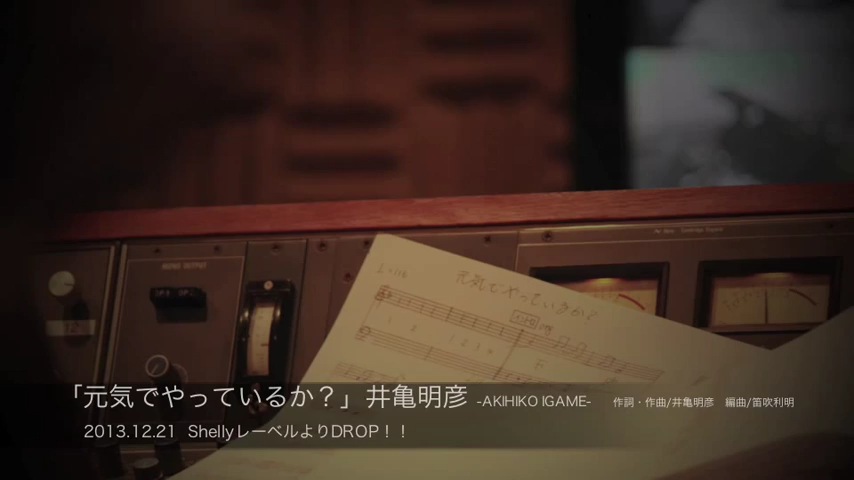 元気でやっているか?
「元気でやっているか？」井亀明彦 -AKIHIKO IGAME- 作詞・作曲/井亀明彦 編曲/笛吹利明
2013.12.21 ShellyレーベルよりDROP！！